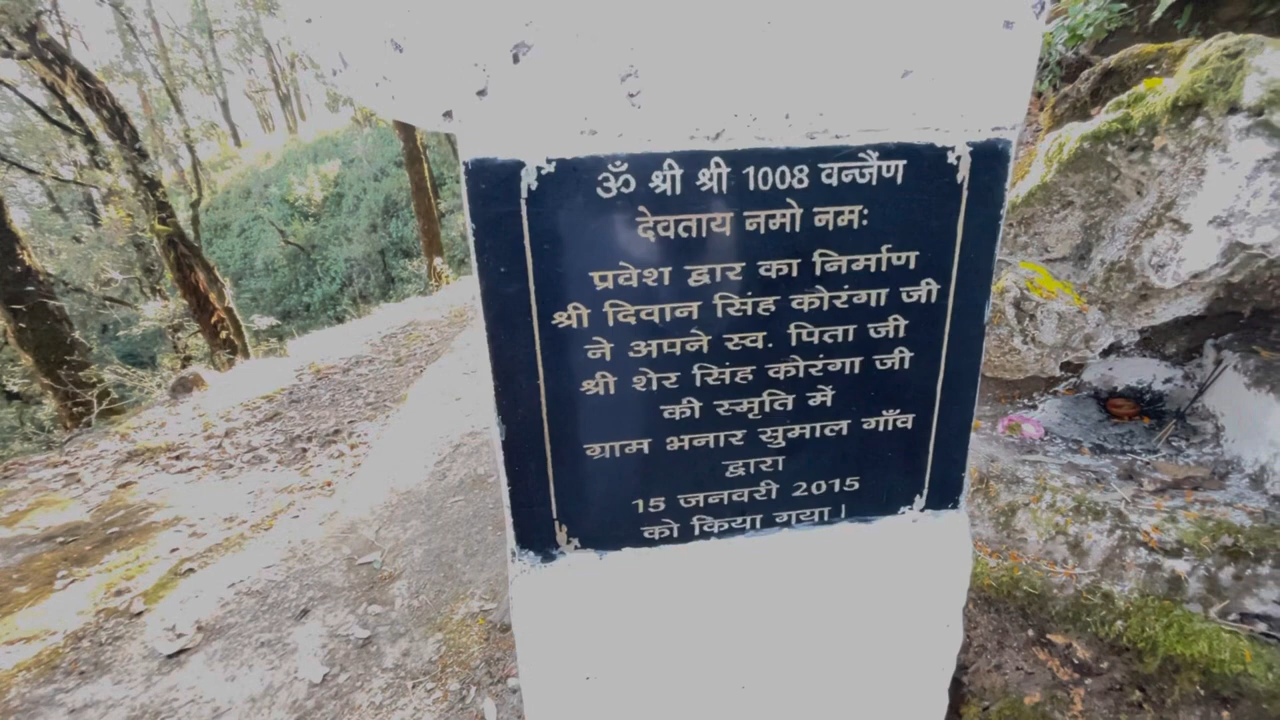 ॐ श्री श्री 1008 वन्जैंण
देवताय नमो नमः
प्रवेश द्वार का निर्माण
श्री दिवान सिंह कोरंगा जी
ने अपने स्व. पिता जी
श्री शेर सिंह कोरंगा जी
की स्मृति में
ग्राम भनार सुमाल गाँव
द्वारा
15 जनवरी 2015
को किया गया।